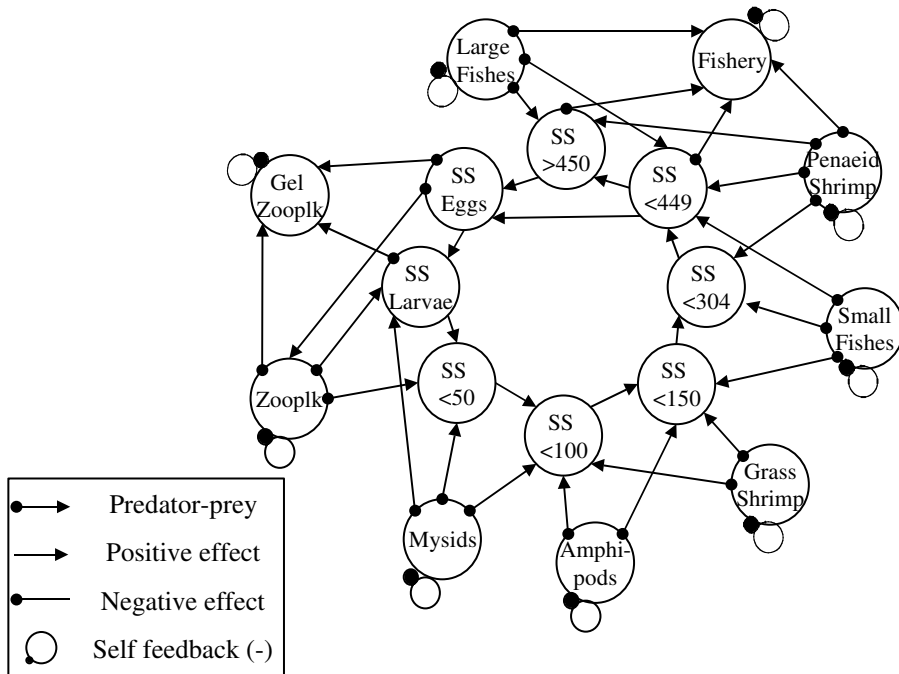 Large
Fishes
Fishery
SS
>450
SS
<449
Penaeid
Shrimp
Gel
Zooplk
SS
Eggs
SS
Larvae
SS
<304
Small
Fishes
Zooplk
SS
<50
SS
<150
SS
<100
Grass
Shrimp
Mysids
Amphi-
pods
Predator-prey
Positive effect
Negative effect
Self feedback (-)